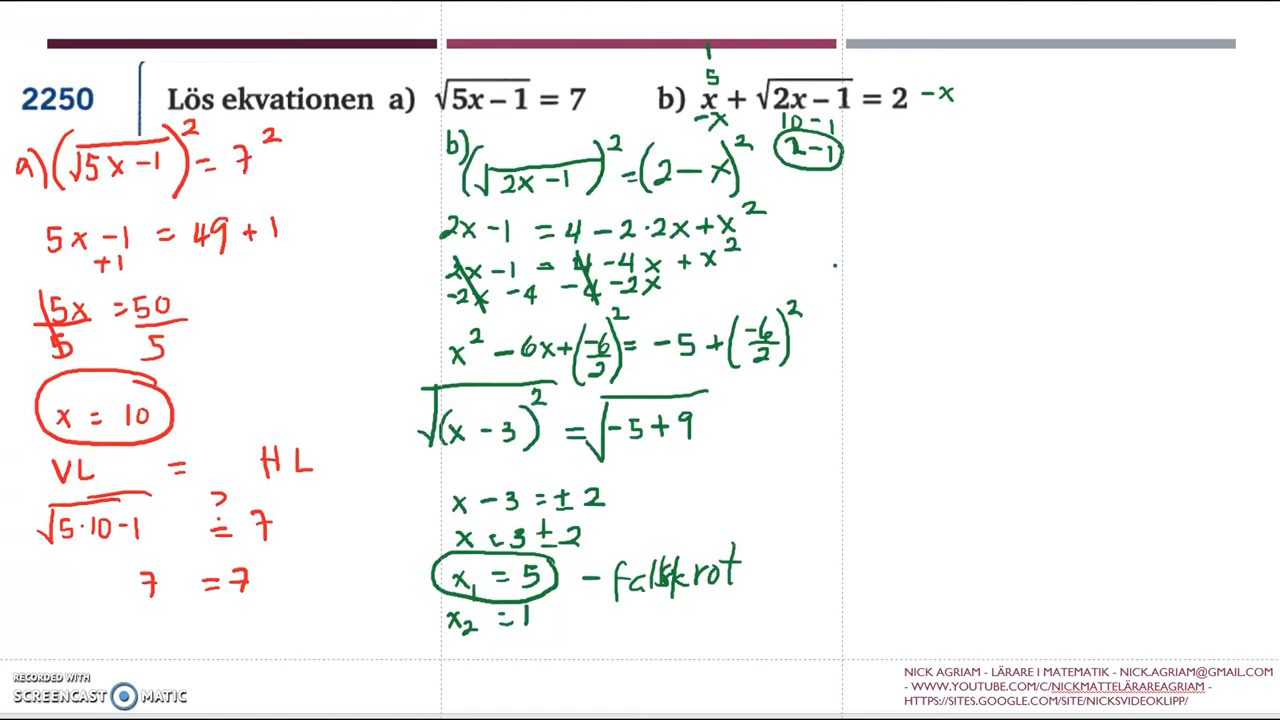 2250 Lös ekvationen a) √5x − 1 = 7 b) x + √2x − 1 = 2 −x
1
5
−x 10 − 1
2 − 1
a) (√5x − 1)² = 7²
5x − 1 = 49 + 1
+1
5x = 50
5 5
x = 10
VL = HL
√5·10−1 ?= 7
7 = 7
b) (√2x − 1)² = (2 − x)²
2x − 1 = 4 − 2·2x + x²
2x − 1 = 4 − 4x + x²
−2x − 4 −4 −2x
x² − 6x + (−6/2)² = −5 + (−6/2)²
√(x − 3)² = √−5 + 9
x − 3 = ± 2
x = 3 ± 2
x₁ = 5 − falskrot
x₂ = 1
RECORDED WITH
SCREENCAST MATIC
NICK AGRIAM - LÄRARE I MATEMATIK - NICK.AGRIAM@GMAIL.COM
- WWW.YOUTUBE.COM/C/NICKMATTELÄRAREAGRIAM -
HTTPS://SITES.GOOGLE.COM/SITE/NICKSVIDEOKLIPP/